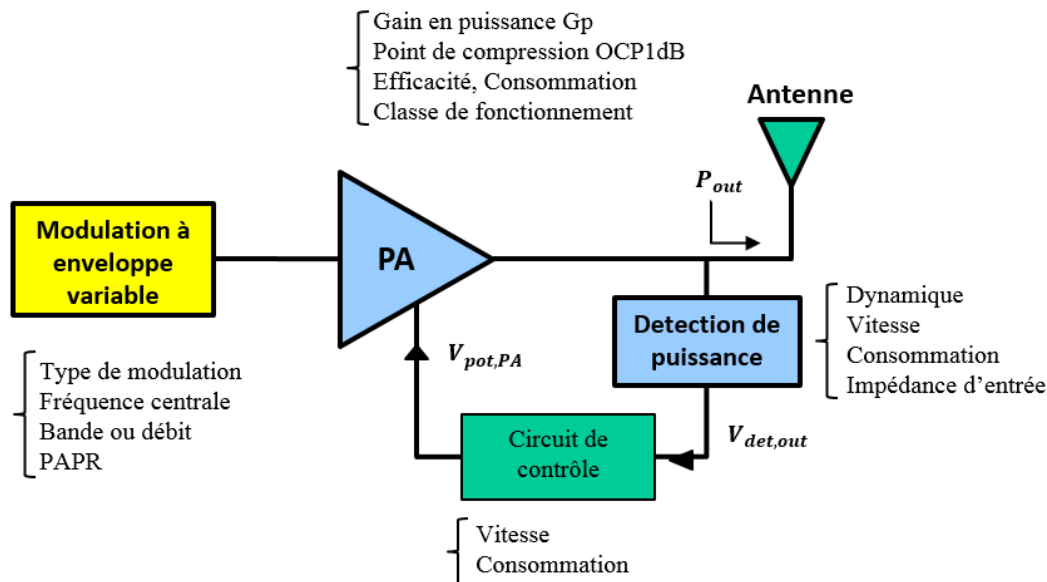 Gain en puissance Gp
Point de compression OCP1dB
Efficacité, Consommation
Classe de fonctionnement
Antenne
P_out
Modulation à
enveloppe
variable
PA
Detection de
puissance
Dynamique
Vitesse
Consommation
Impédance d’entrée
V_pot,PA
Type de modulation
Fréquence centrale
Bande ou débit
PAPR
Circuit de
contrôle
V_det,out
Vitesse
Consommation